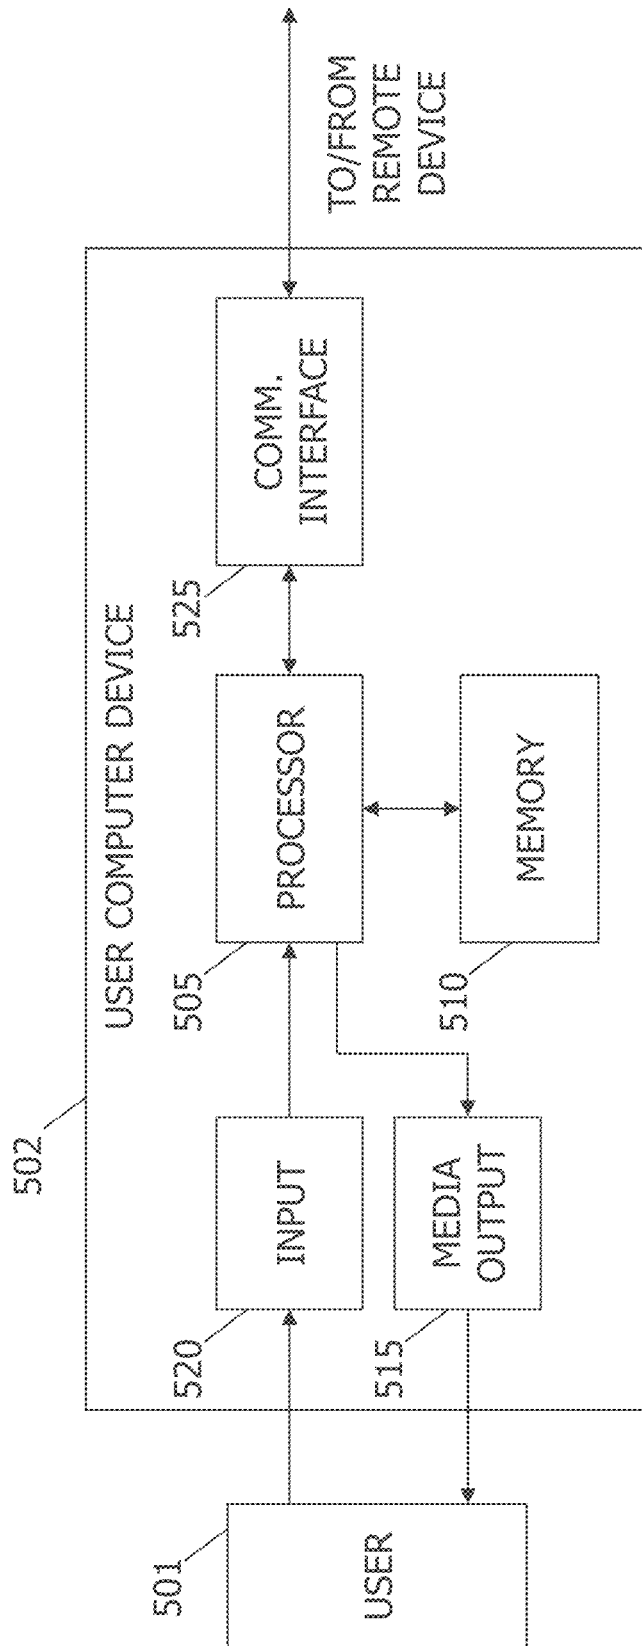 502
USER COMPUTER DEVICE
501
USER
520
INPUT
505
PROCESSOR
525
COMM.
INTERFACE
TO/FROM
REMOTE
DEVICE
515
MEDIA
OUTPUT
510
MEMORY